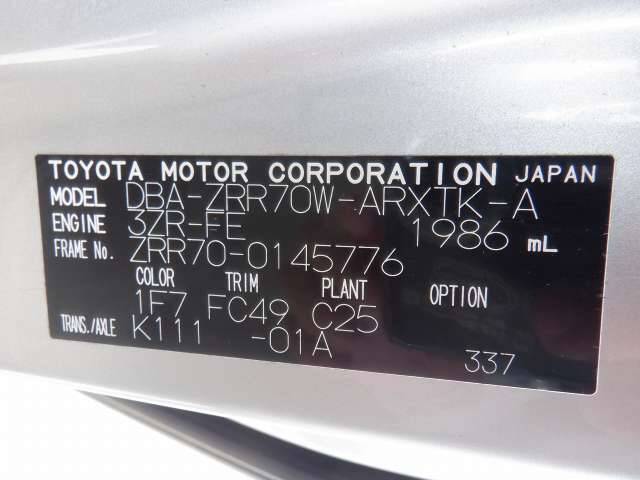 TOYOTA MOTOR CORPORATION JAPAN
MODEL DBA-ZRR70W-ARXTK-A
ENGINE 3ZR-FE 1986 mL
FRAME No. ZRR70-0145776
COLOR TRIM PLANT OPTION
1F7 FC49 C25
TRANS./AXLE K111 -01A
337